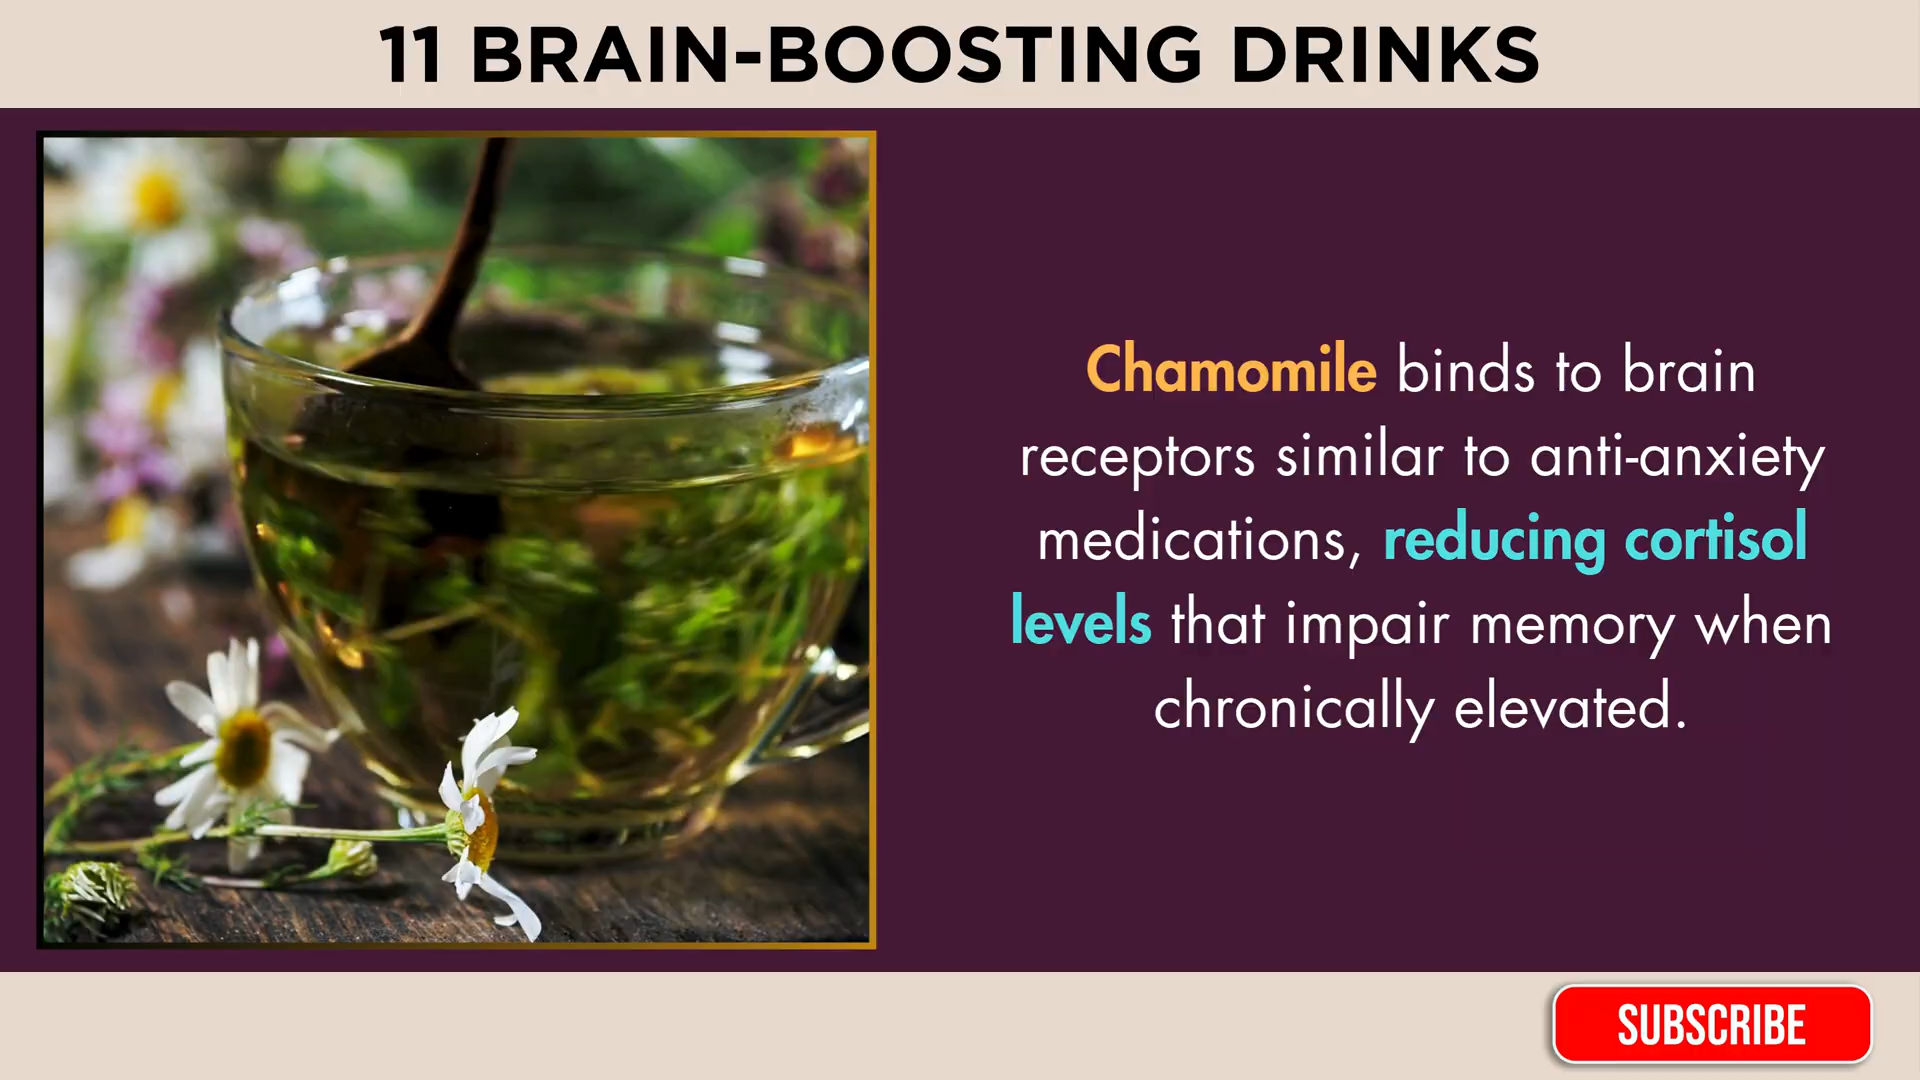 11 BRAIN-BOOSTING DRINKS
Chamomile binds to brain
receptors similar to anti-anxiety
medications, reducing cortisol
levels that impair memory when
chronically elevated.
SUBSCRIBE